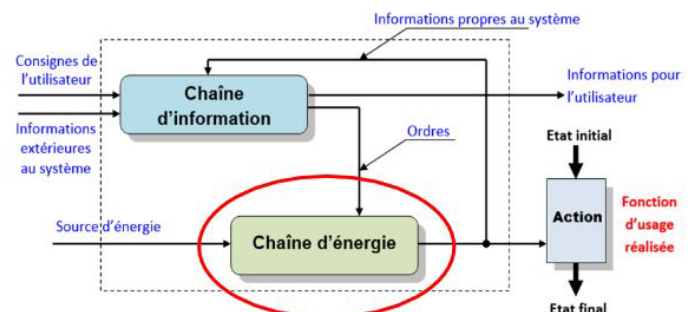 Informations propres au système
Consignes de
l'utilisateur
Chaîne
d'information
Informations pour
l'utilisateur
Informations
extérieures
au système
Ordres
Etat initial
Source d'énergie
Chaîne d'énergie
Action
Fonction
d'usage
réalisée
Etat final